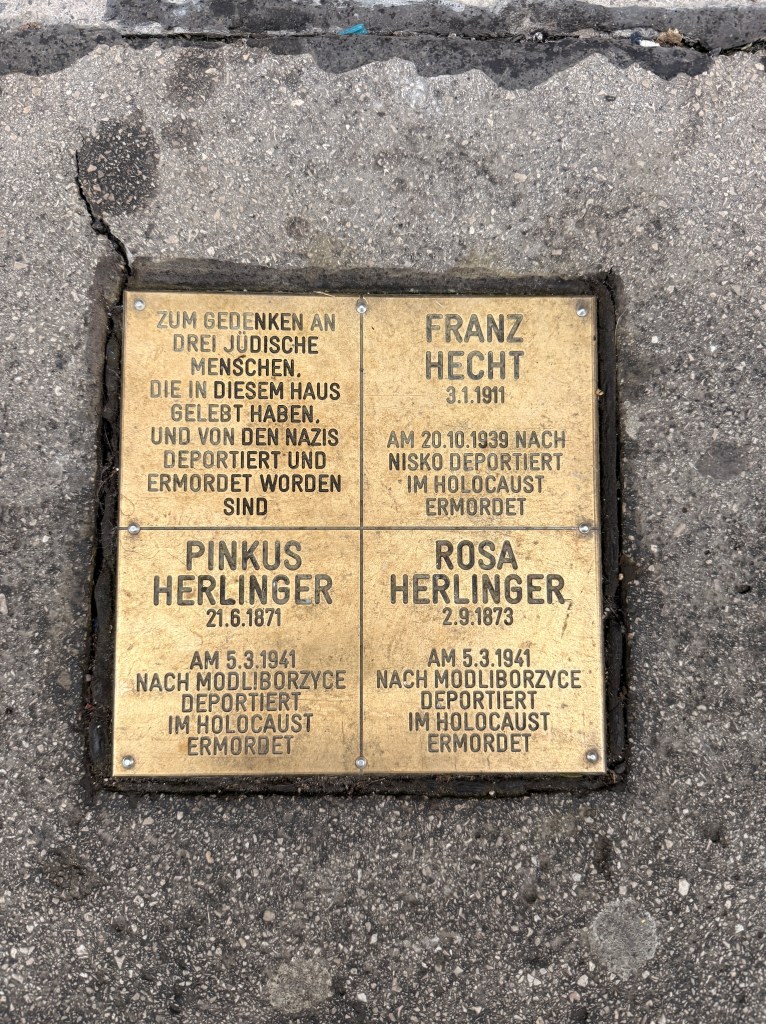 ZUM GEDENKEN AN
DREI JÜDISCHE
MENSCHEN,
DIE IN DIESEM HAUS
GELEBT HABEN,
UND VON DEN NAZIS
DEPORTIERT UND
ERMORDET WORDEN
SIND
FRANZ
HECHT
3.1.1911
AM 20.10.1939 NACH
NISKO DEPORTIERT
IM HOLOCAUST
ERMORDET
PINKUS
HERLINGER
21.6.1871
AM 5.3.1941
NACH MODLIBORZYCE
DEPORTIERT
IM HOLOCAUST
ERMORDET
ROSA
HERLINGER
2.9.1873
AM 5.3.1941
NACH MODLIBORZYCE
DEPORTIERT
IM HOLOCAUST
ERMORDET